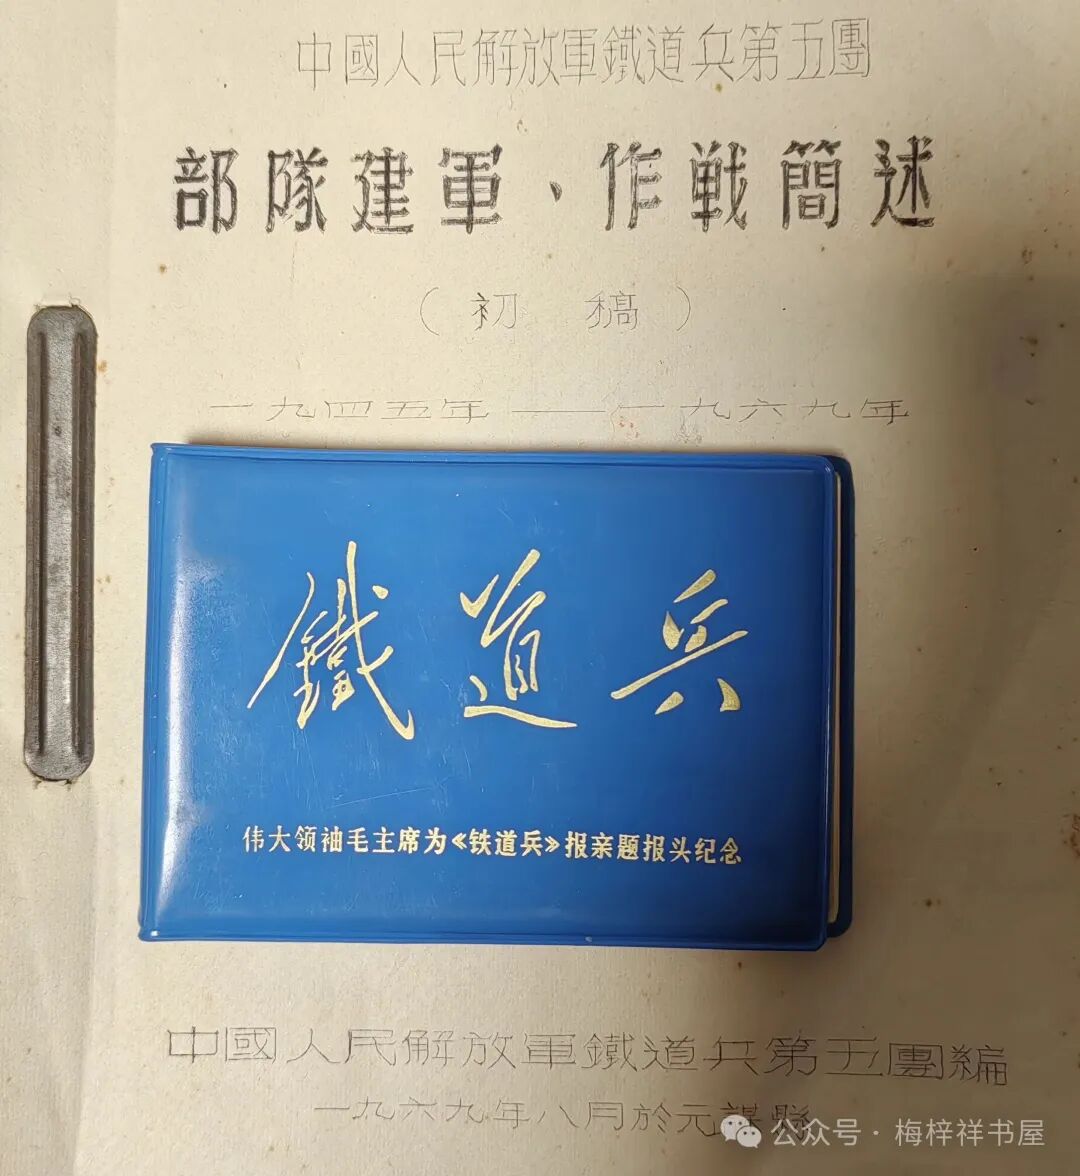 中國人民解放軍鐵道兵第五團
部隊建軍、作戰簡述
（初 稿）
一九四五年——一九六九年
鐵道兵
伟大领袖毛主席为《铁道兵》报亲题报头纪念
中國人民解放軍鐵道兵第五團編
一九六九年八月於元謀縣
公众号·梅梓祥书屋